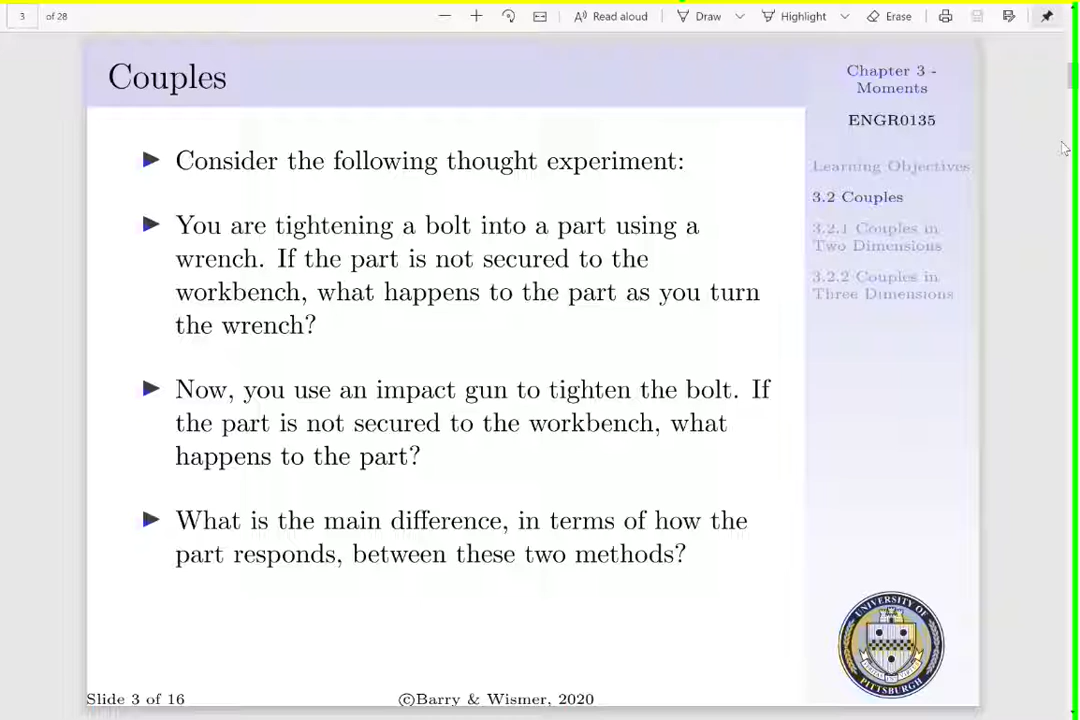 3 of 28 Read aloud Draw Highlight Erase
Couples
Chapter 3 -
Moments
ENGR0135
Learning Objectives
3.2 Couples
3.2.1 Couples in
Two Dimensions
3.2.2 Couples in
Three Dimensions
Consider the following thought experiment:
You are tightening a bolt into a part using a
wrench. If the part is not secured to the
workbench, what happens to the part as you turn
the wrench?
Now, you use an impact gun to tighten the bolt. If
the part is not secured to the workbench, what
happens to the part?
What is the main difference, in terms of how the
part responds, between these two methods?
UNIVERSITY OF
PITTSBURGH
Slide 3 of 16
©Barry & Wismer, 2020